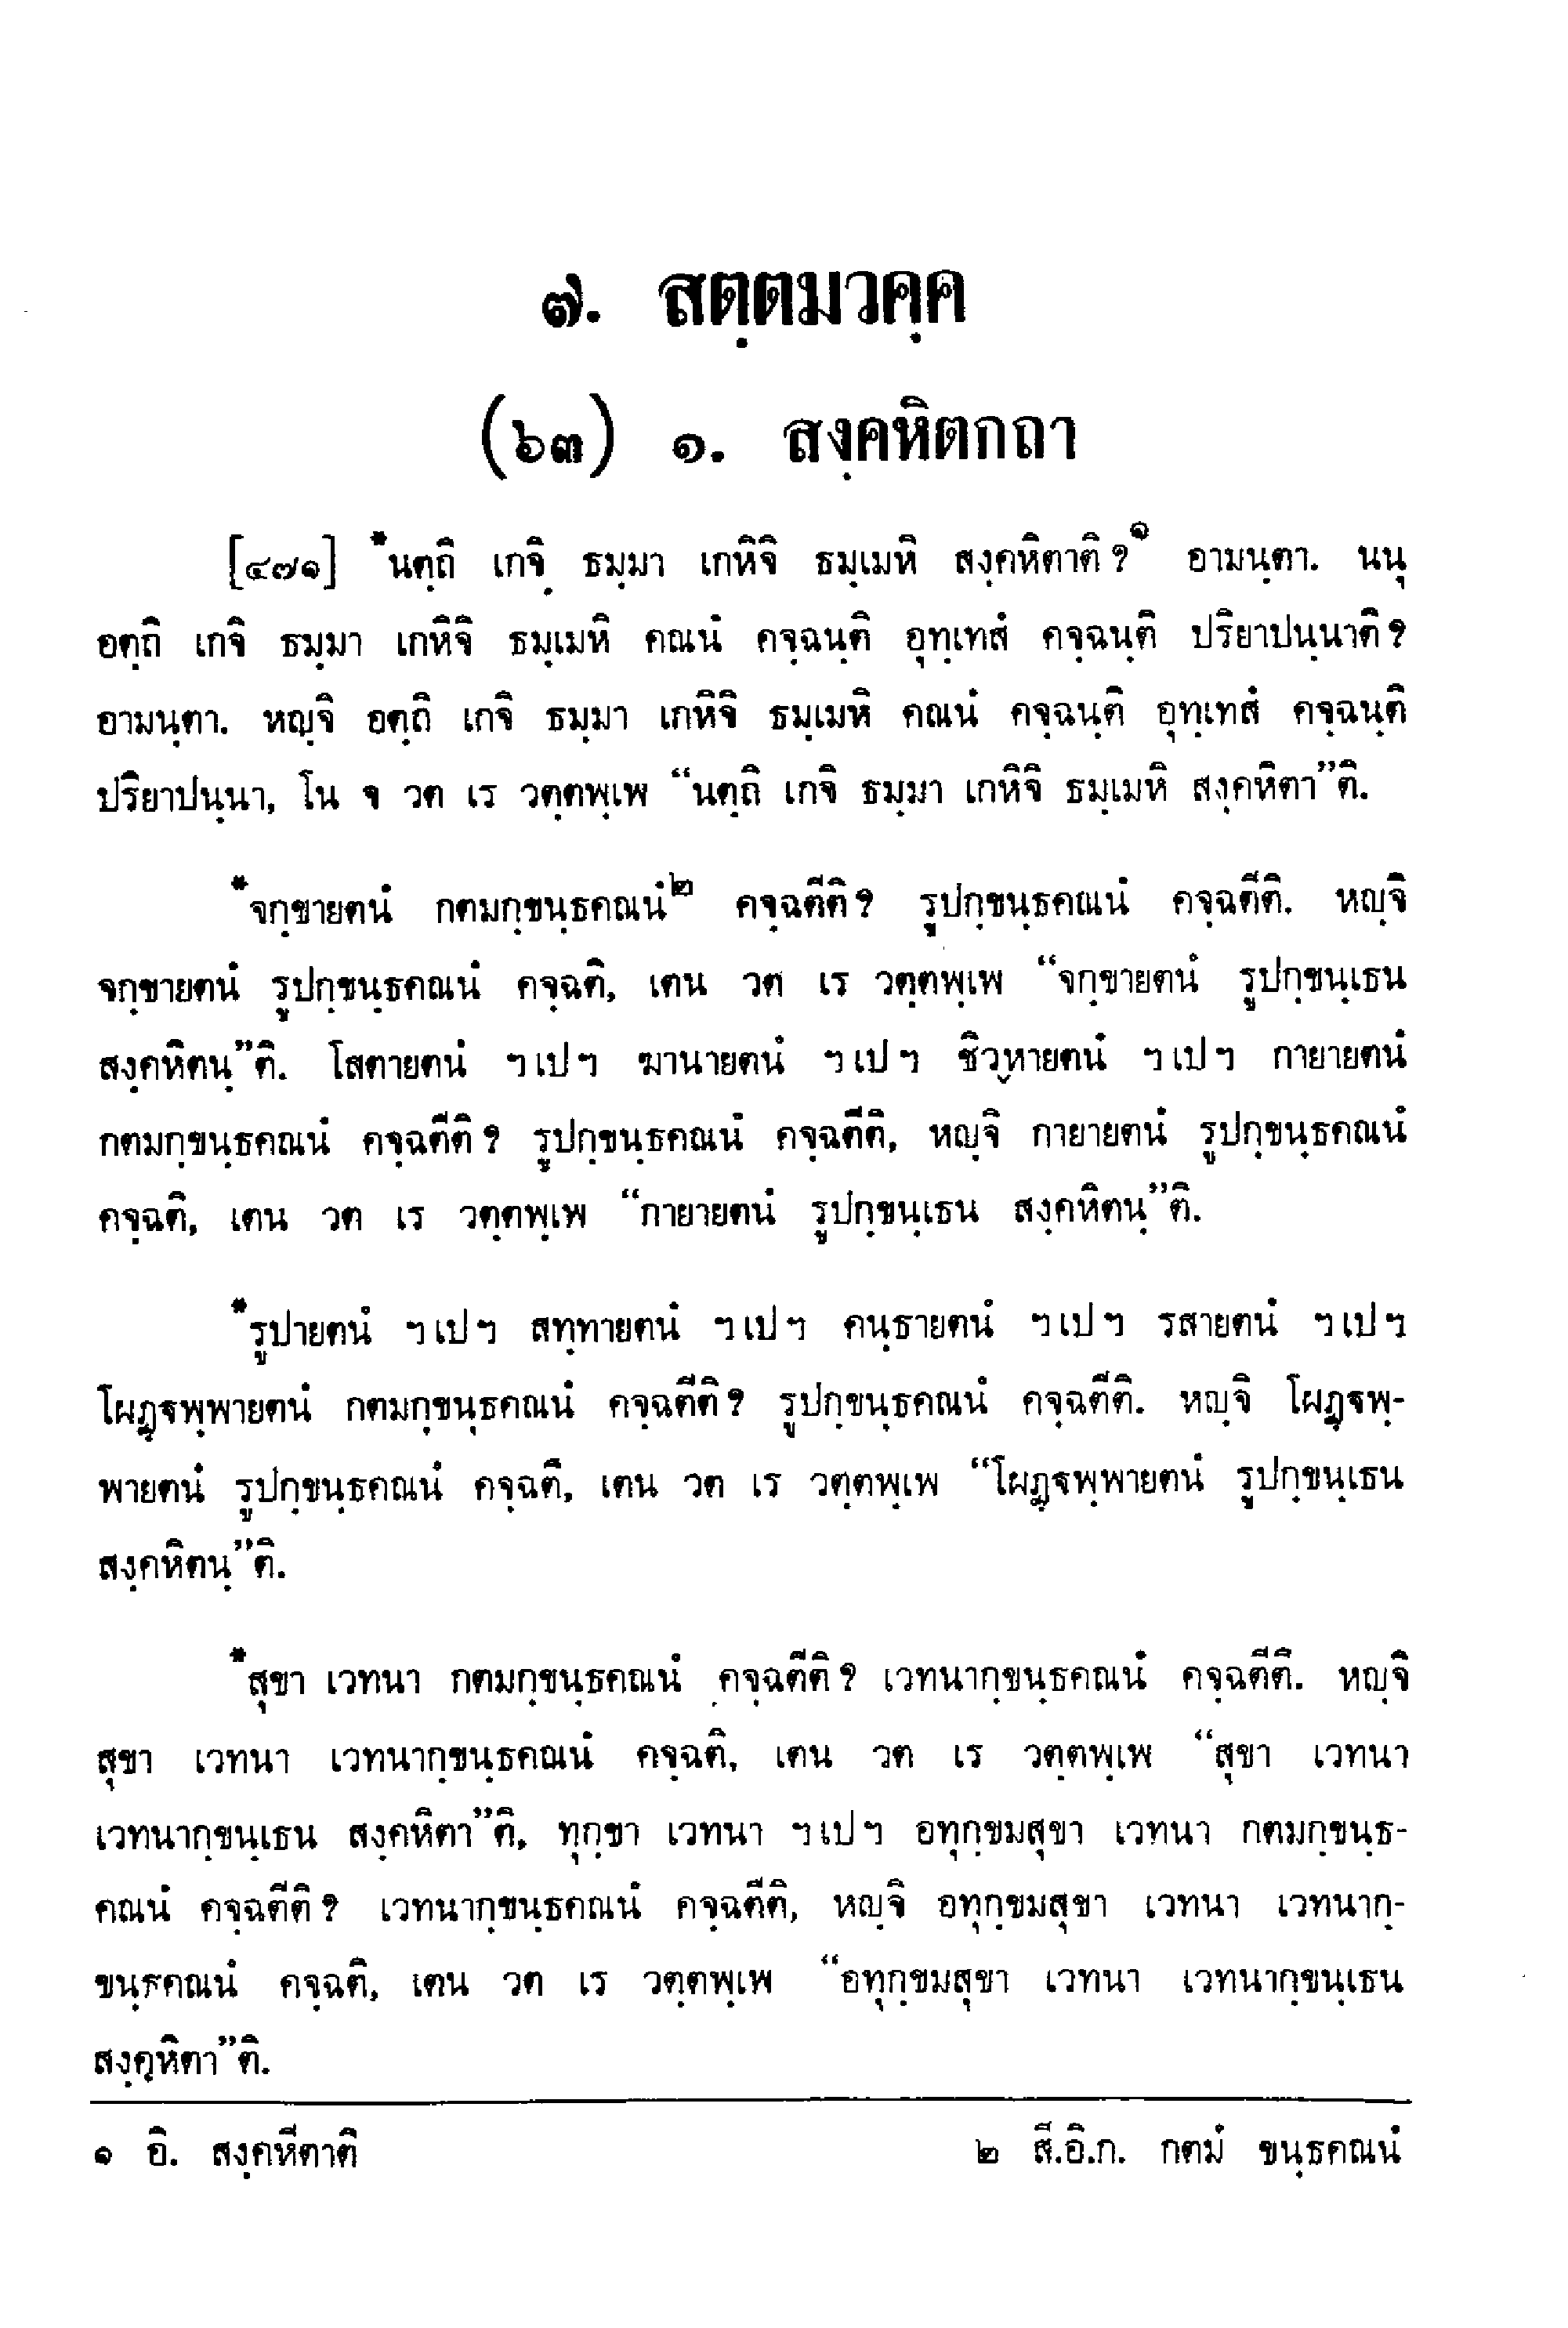 ๗. สตฺตมวคฺค
(๖๓) ๑. สงฺคหิตกถา
[๔๗๑] *นตฺถิ เกจิ ธมฺมา เกหิจิ ธมฺเมหิ สงฺคหิตาติ?๑ อามนฺตา. นนุ
อตฺถิ เกจิ ธมฺมา เกหิจิ ธมฺเมหิ คณนํ คจฺฉนฺติ อุทฺเทสํ คจฺฉนฺติ ปริยาปนฺนาติ?
อามนฺตา. หญฺจิ อตฺถิ เกจิ ธมฺมา เกหิจิ ธมฺเมหิ คณนํ คจฺฉนฺติ อุทฺเทสํ คจฺฉนฺติ
ปริยาปนฺนา, โน จ วต เร วตฺตพฺเพ “นตฺถิ เกจิ ธมฺมา เกหิจิ ธมฺเมหิ สงฺคหิตา”ติ.
*จกฺขายตนํ กตมกฺขนฺธคณนํ๒ คจฺฉตีติ? รูปกฺขนฺธคณนํ คจฺฉตีติ. หญฺจิ
จกฺขายตนํ รูปกฺขนฺธคณนํ คจฺฉติ, เตน วต เร วตฺตพฺเพ “จกฺขายตนํ รูปกฺขนฺเธน
สงฺคหิตนฺ”ติ. โสตายตนํ ฯเปฯ ฆานายตนํ ฯเปฯ ชิวฺหายตนํ ฯเปฯ กายายตนํ
กตมกฺขนฺธคณนํ คจฺฉตีติ? รูปกฺขนฺธคณนํ คจฺฉตีติ, หญฺจิ กายายตนํ รูปกฺขนฺธคณนํ
คจฺฉติ, เตน วต เร วตฺตพฺเพ “กายายตนํ รูปกฺขนฺเธน สงฺคหิตนฺ”ติ.
*รูปายตนํ ฯเปฯ สทฺทายตนํ ฯเปฯ คนฺธายตนํ ฯเปฯ รสายตนํ ฯเปฯ
โผฏฺฐพฺพายตนํ กตมกฺขนฺธคณนํ คจฺฉตีติ? รูปกฺขนฺธคณนํ คจฺฉตีติ. หญฺจิ โผฏฺฐพฺ-
พายตนํ รูปกฺขนฺธคณนํ คจฺฉติ, เตน วต เร วตฺตพฺเพ “โผฏฺฐพฺพายตนํ รูปกฺขนฺเธน
สงฺคหิตนฺ”ติ.
*สุขา เวทนา กตมกฺขนฺธคณนํ คจฺฉตีติ? เวทนากฺขนฺธคณนํ คจฺฉตีติ. หญฺจิ
สุขา เวทนา เวทนากฺขนฺธคณนํ คจฺฉติ, เตน วต เร วตฺตพฺเพ “สุขา เวทนา
เวทนากฺขนฺเธน สงฺคหิตา”ติ, ทุกฺขา เวทนา ฯเปฯ อทุกฺขมสุขา เวทนา กตมกฺขนฺธ-
คณนํ คจฺฉตีติ? เวทนากฺขนฺธคณนํ คจฺฉตีติ, หญฺจิ อทุกฺขมสุขา เวทนา เวทนากฺ-
ขนฺธคณนํ คจฺฉติ, เตน วต เร วตฺตพฺเพ “อทุกฺขมสุขา เวทนา เวทนากฺขนฺเธน
สงฺคฺหิตา”ติ.
๑ อิ. สงฺคหีตาติ ๒ สี.อิ.ก. กตมํ ขนฺธคณนํ